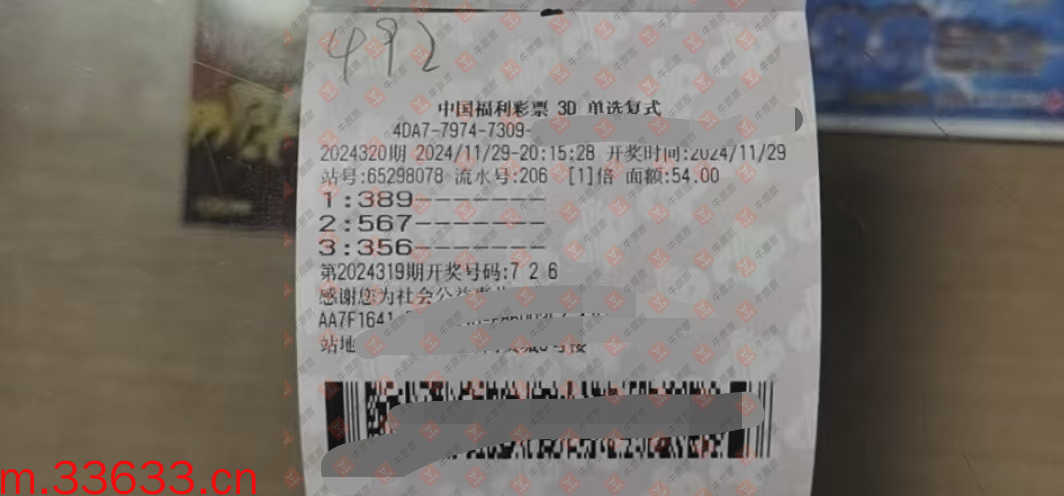 492
中国福利彩票 3D 单选复式
4DA7-7974-7309-
2024320期 2024/11/29-20:15:28 开奖时间:2024/11/29
站号:65298078 流水号:206 [1]倍 面额:54.00
1:389-------
2:567-------
3:356-------
第2024319期开奖号码:7 2 6
感谢您为社会公益
AA7F1641
站地
m.33633.cn